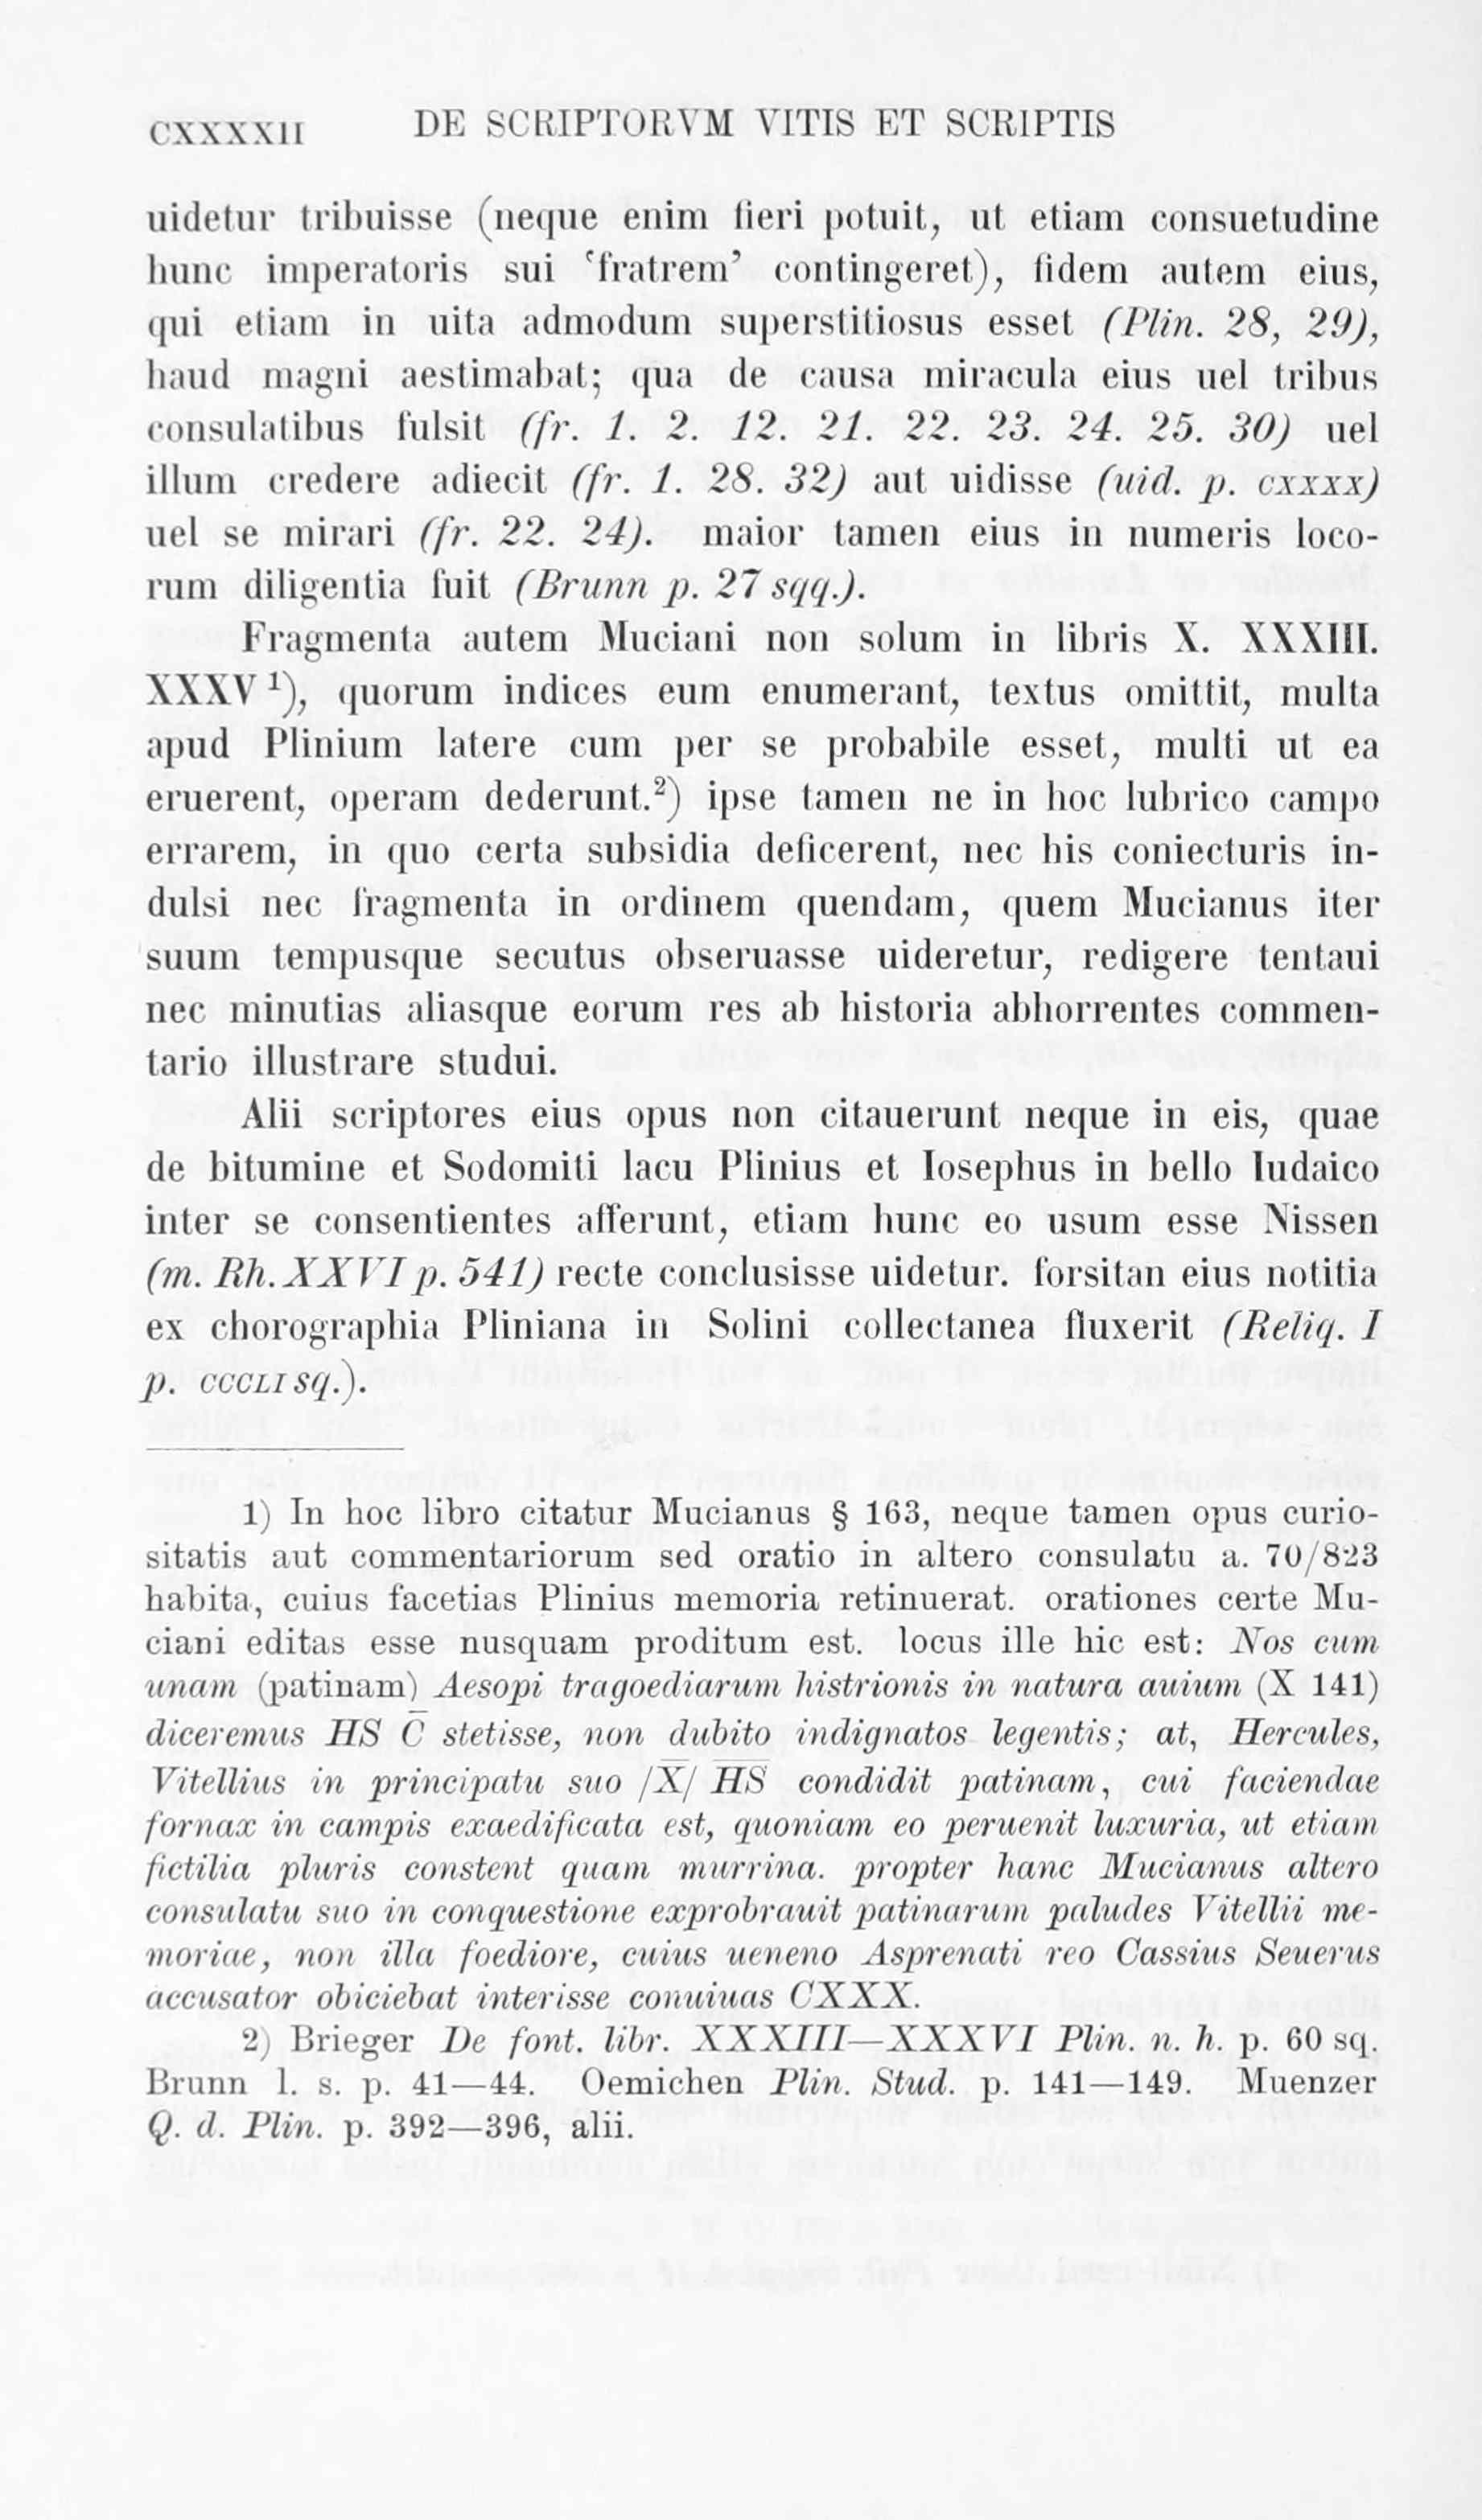 CXXXXII DE SCRIPTORVM VITIS ET SCRIPTIS
uidetur tribuisse (neque enim fieri potuit, ut etiam consuetudine
hunc imperatoris sui ‘fratrem’ contingeret), fidem autem eius,
qui etiam in uita admodum superstitiosus esset (Plin. 28, 29),
haud magni aestimabat; qua de causa miracula eius uel tribus
consulatibus fulsit (fr. 1. 2. 12. 21. 22. 23. 24. 25. 30) uel
illum credere adiecit (fr. 1. 28. 32) aut uidisse (uid. p. CXXXX)
uel se mirari (fr. 22. 24). maior tamen eius in numeris loco-
rum diligentia fuit (Brunn p. 27 sqq.).
Fragmenta autem Muciani non solum in libris X. XXXIII.
XXXV ¹), quorum indices eum enumerant, textus omittit, multa
apud Plinium latere cum per se probabile esset, multi ut ea
eruerent, operam dederunt.²) ipse tamen ne in hoc lubrico campo
errarem, in quo certa subsidia deficerent, nec his coniecturis in-
dulsi nec fragmenta in ordinem quendam, quem Mucianus iter
suum tempusque secutus obseruasse uideretur, redigere tentaui
nec minutias aliasque eorum res ab historia abhorrentes commen-
tario illustrare studui.
Alii scriptores eius opus non citauerunt neque in eis, quae
de bitumine et Sodomiti lacu Plinius et Iosephus in bello Iudaico
inter se consentientes afferunt, etiam hunc eo usum esse Nissen
(m. Rh. XXVI p. 541) recte conclusisse uidetur. forsitan eius notitia
ex chorographia Pliniana in Solini collectanea fluxerit (Reliq. I
p. CCCLI sq.).
1) In hoc libro citatur Mucianus § 163, neque tamen opus curio-
sitatis aut commentariorum sed oratio in altero consulatu a. 70/823
habita, cuius facetias Plinius memoria retinuerat. orationes certe Mu-
ciani editas esse nusquam proditum est. locus ille hic est: Nos cum
unam (patinam) Aesopi tragoediarum histrionis in natura auium (X 141)
diceremus HS C̅ stetisse, non dubito indignatos legentis; at, Hercules,
Vitellius in principatu suo |X̅| H̅S̅ condidit patinam, cui faciendae
fornax in campis exaedificata est, quoniam eo peruenit luxuria, ut etiam
fictilia pluris constent quam murrina. propter hanc Mucianus altero
consulatu suo in conquestione exprobrauit patinarum paludes Vitellii me-
moriae, non illa foediore, cuius ueneno Asprenati reo Cassius Seuerus
accusator obiciebat interisse conuiuas CXXX.
2) Brieger De font. libr. XXXIII—XXXVI Plin. n. h. p. 60 sq.
Brunn l. s. p. 41—44. Oemichen Plin. Stud. p. 141—149. Muenzer
Q. d. Plin. p. 392—396, alii.